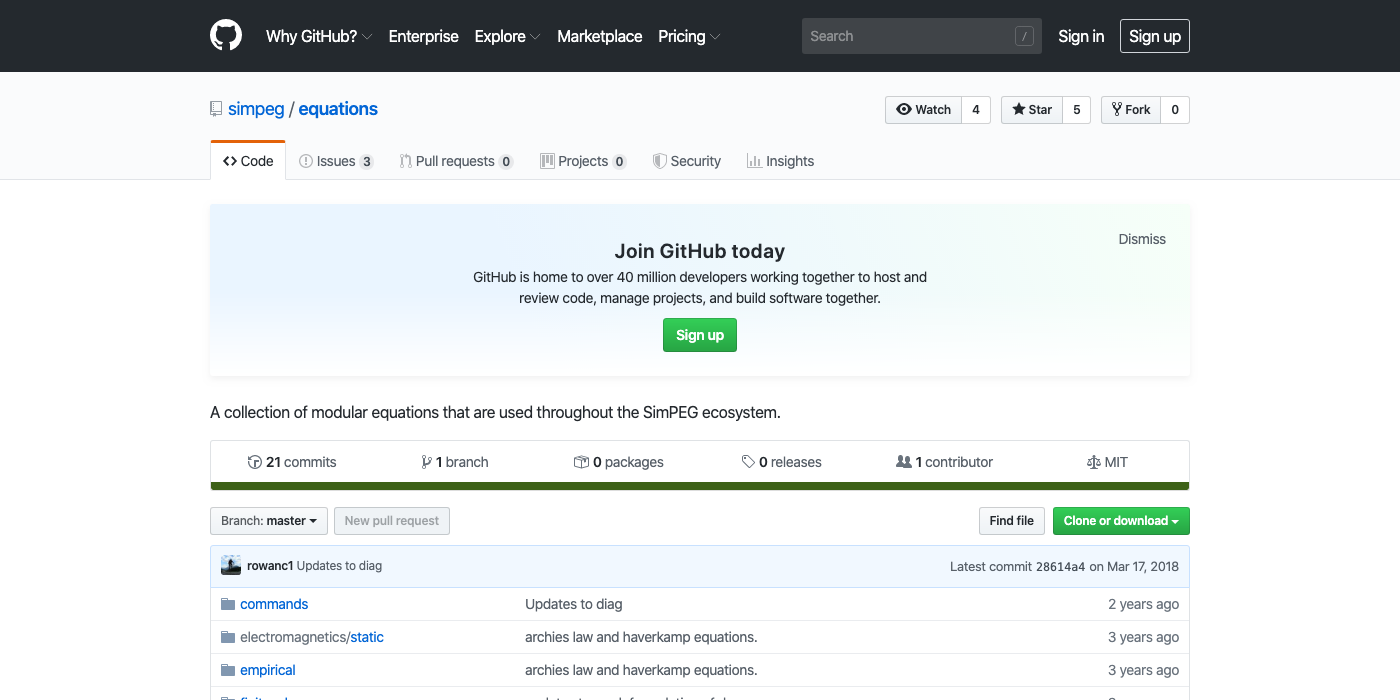 Why GitHub? Enterprise Explore Marketplace Pricing Search / Sign in Sign up
simpeg / equations Watch 4 Star 5 Fork 0
Code Issues 3 Pull requests 0 Projects 0 Security Insights
Dismiss
Join GitHub today
GitHub is home to over 40 million developers working together to host and
review code, manage projects, and build software together.
Sign up
A collection of modular equations that are used throughout the SimPEG ecosystem.
21 commits 1 branch 0 packages 0 releases 1 contributor MIT
Branch: master New pull request Find file Clone or download
rowanc1 Updates to diag Latest commit 28614a4 on Mar 17, 2018
commands Updates to diag 2 years ago
electromagnetics/static archies law and haverkamp equations. 3 years ago
empirical archies law and haverkamp equations. 3 years ago